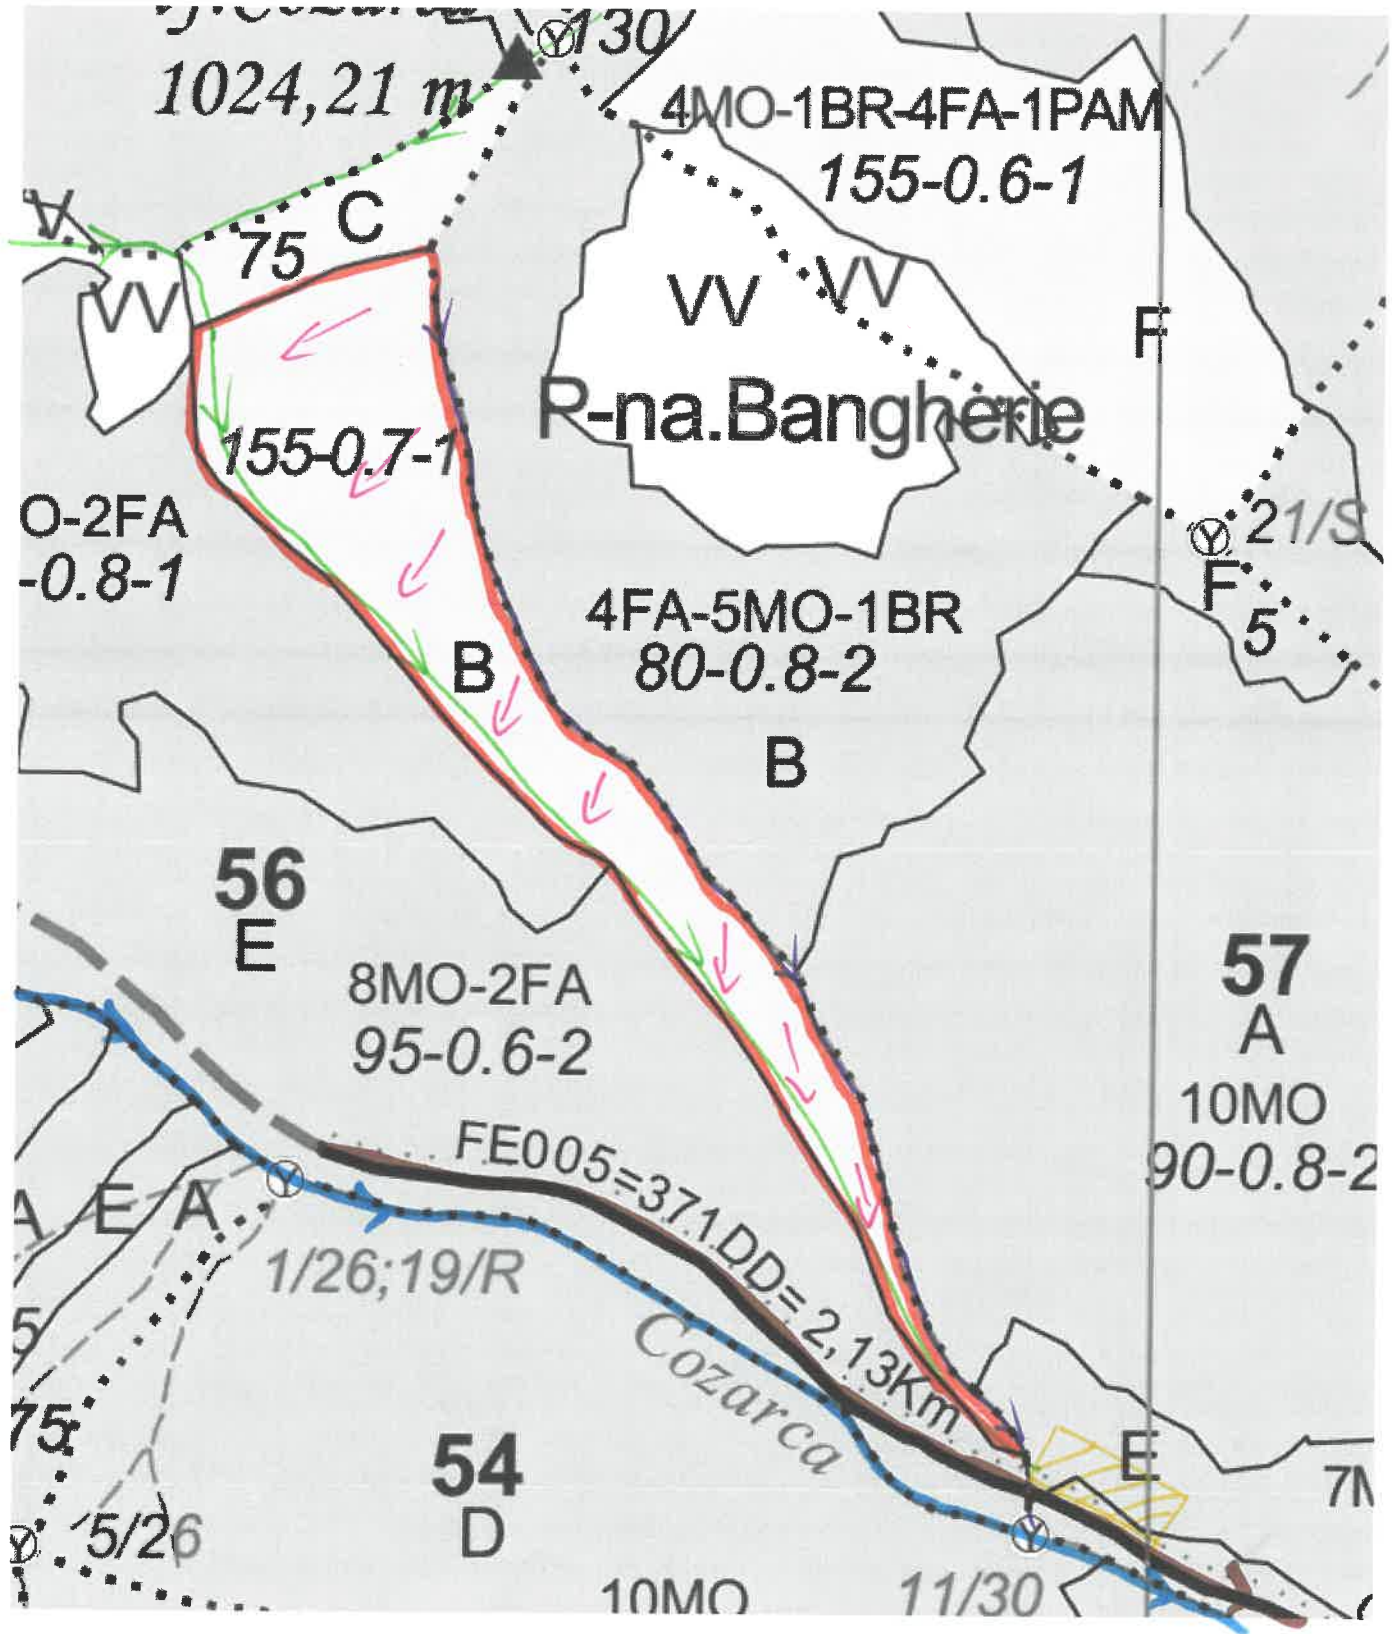 130
1024,21 m
4MO-1BR-4FA-1PAM
155-0.6-1
V
C
75
VV
VV
VV
F
P-na.Bangherie
155-0.7-1
O-2FA
-0.8-1
21/S
F
5
4FA-5MO-1BR
80-0.8-2
B
B
56
E
57
A
8MO-2FA
95-0.6-2
10MO
90-0.8-2
FE005=371DD= 2,13Km
A E A
1/26;19/R
Cozarca
5
75
54
D
E
7M
5/26
10MO
11/30